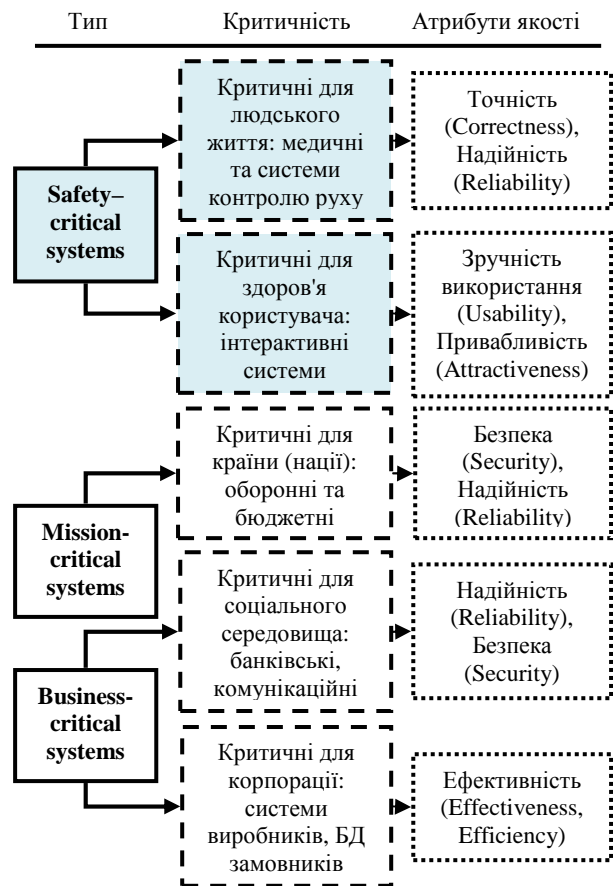 Тип Критичність Атрибути якості
Критичні для
людського
життя: медичні
та системи
контролю руху
Точність
(Correctness),
Надійність
(Reliability)
Safety–
critical
systems
Критичні для
здоров'я
користувача:
інтерактивні
системи
Зручність
використання
(Usability),
Привабливість
(Attractiveness)
Критичні для
країни (нації):
оборонні та
бюджетні
Безпека
(Security),
Надійність
(Reliability)
Mission-
critical
systems
Критичні для
соціального
середовища:
банківські,
комунікаційні
Надійність
(Reliability),
Безпека
(Security)
Business-
critical
systems
Критичні для
корпорації:
системи
виробників, БД
замовників
Ефективність
(Effectiveness,
Efficiency)